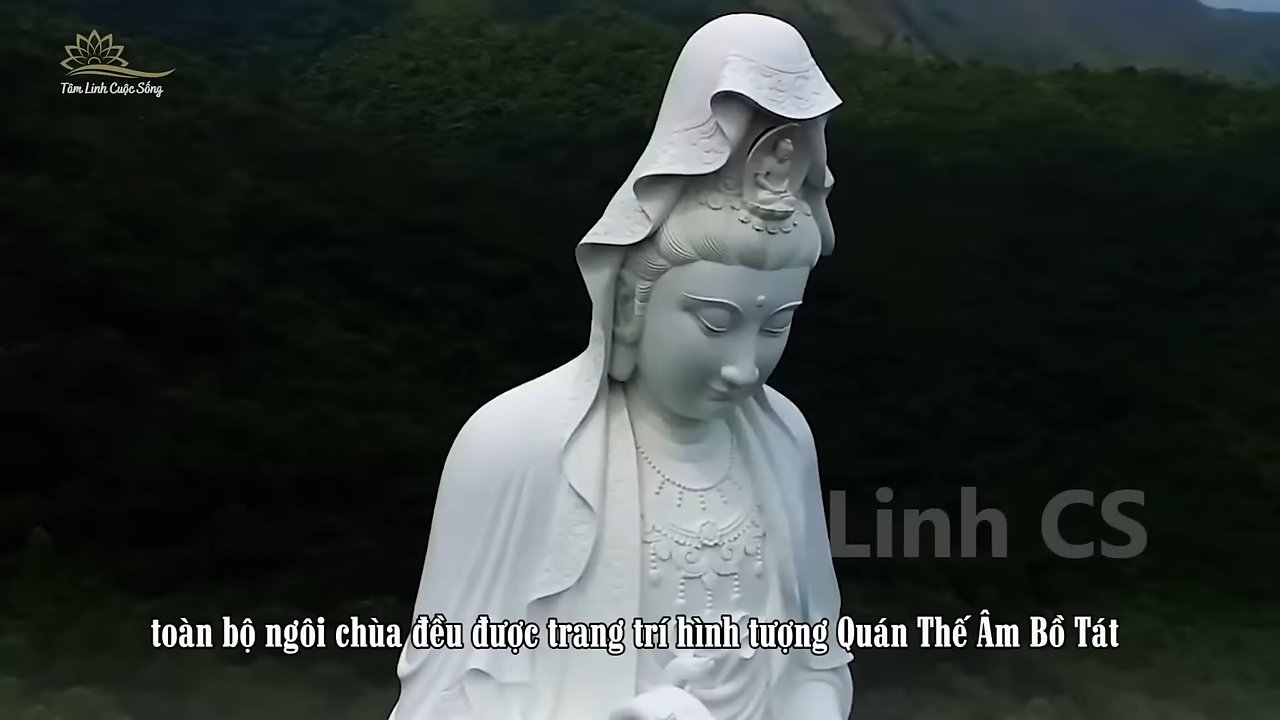 Tâm Linh Cuộc Sống
Linh CS
toàn bộ ngôi chùa đều được trang trí hình tượng Quán Thế Âm Bồ Tát